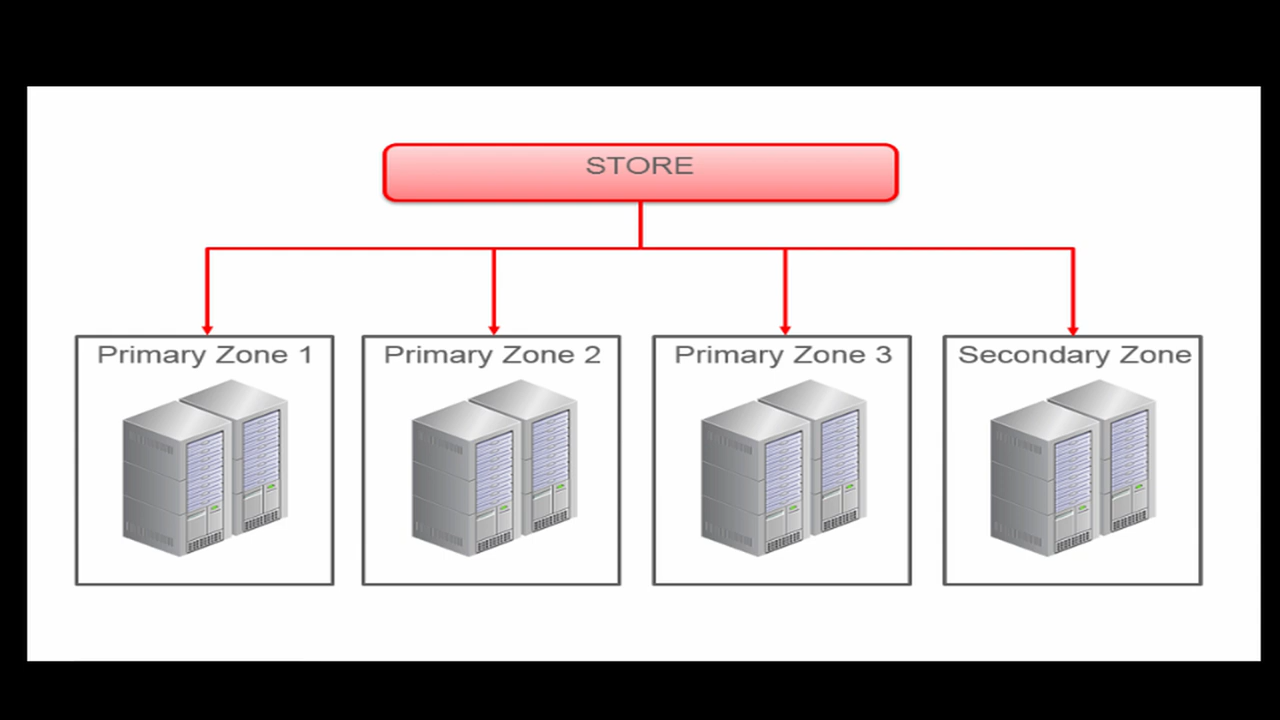 STORE
Primary Zone 1
Primary Zone 2
Primary Zone 3
Secondary Zone